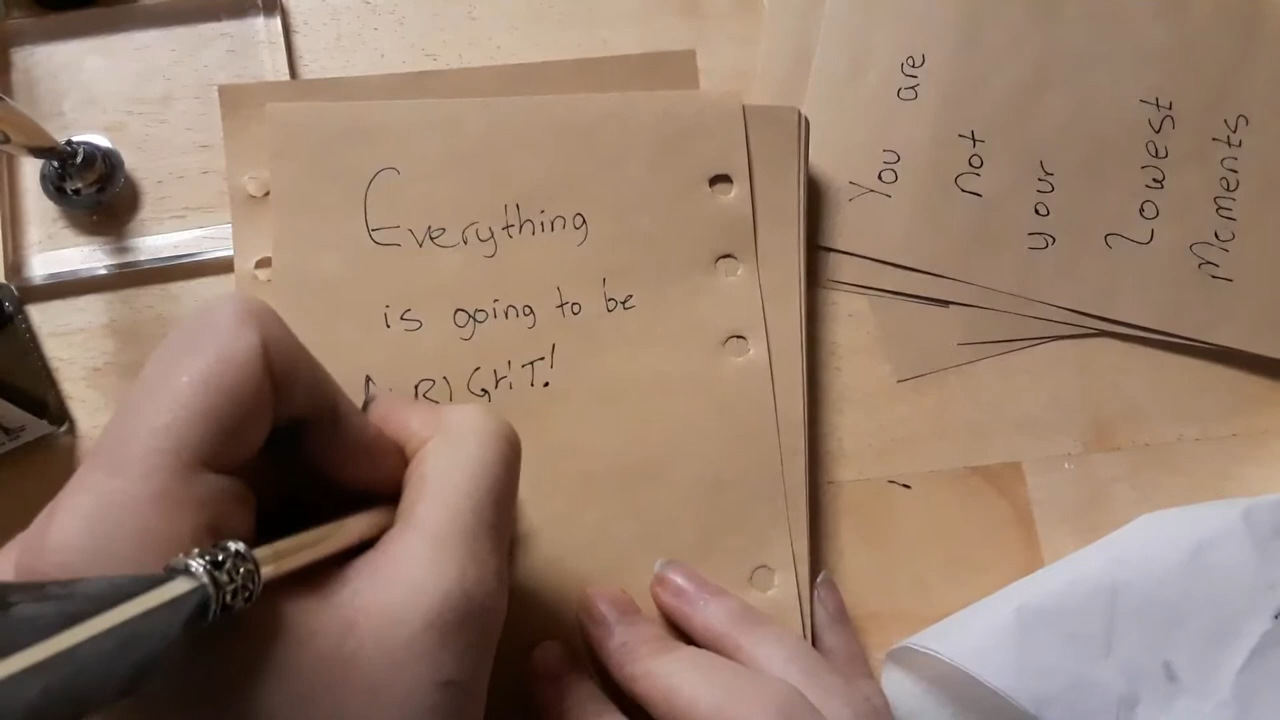 Everything
is going to be
RIGHT!
You are
not
your
Lowest
Moments